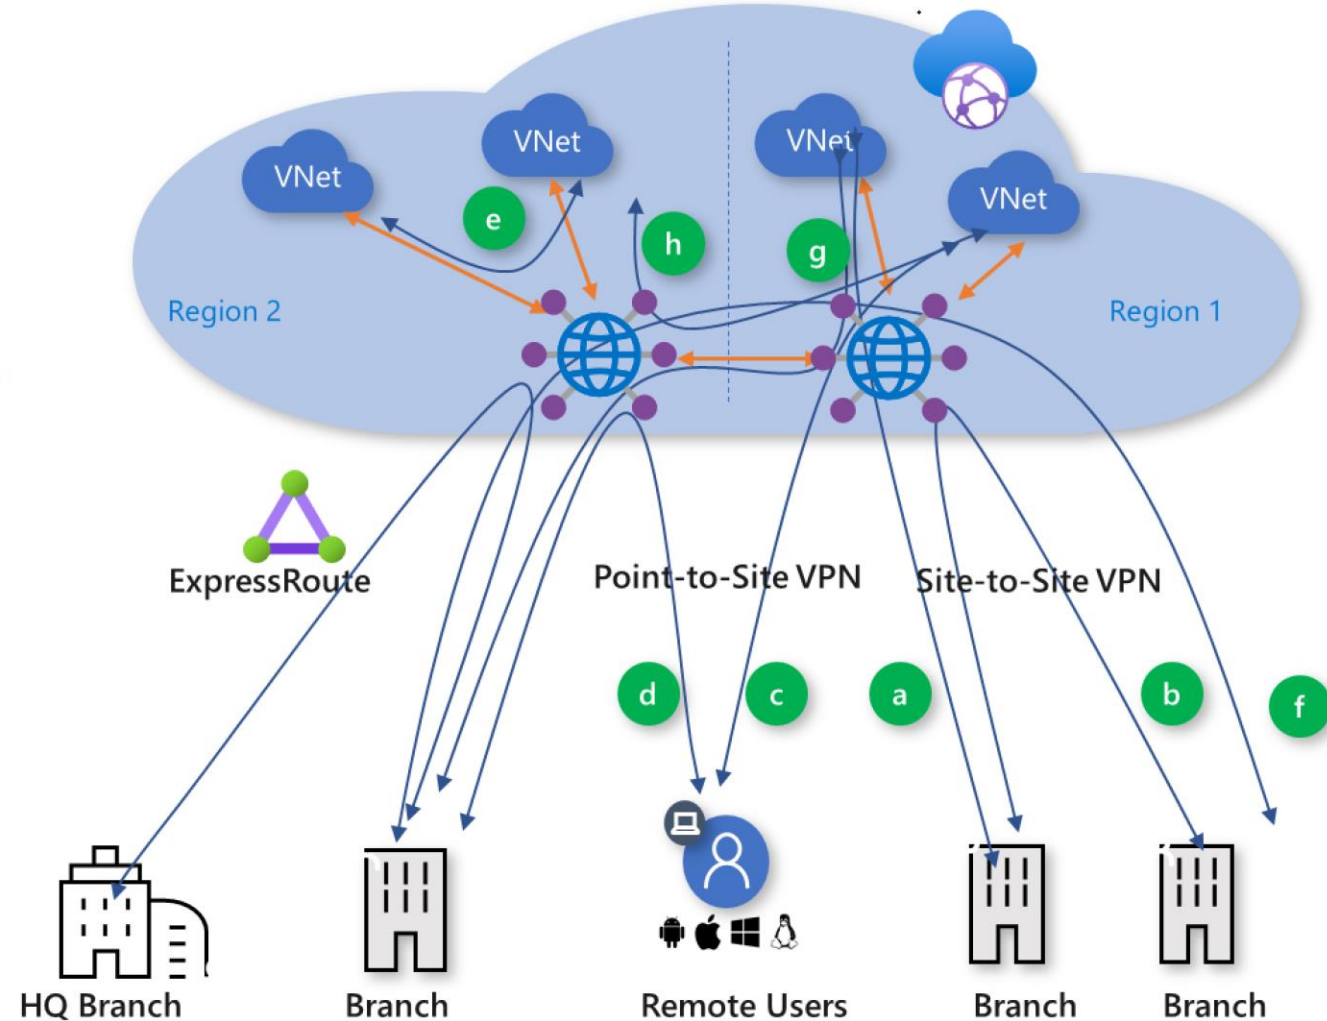 VNet
VNet
VNet
VNet
e
h
g
Region 2
Region 1
ExpressRoute
Point-to-Site VPN
Site-to-Site VPN
d
c
a
b
f
HQ Branch
Branch
Remote Users
Branch
Branch